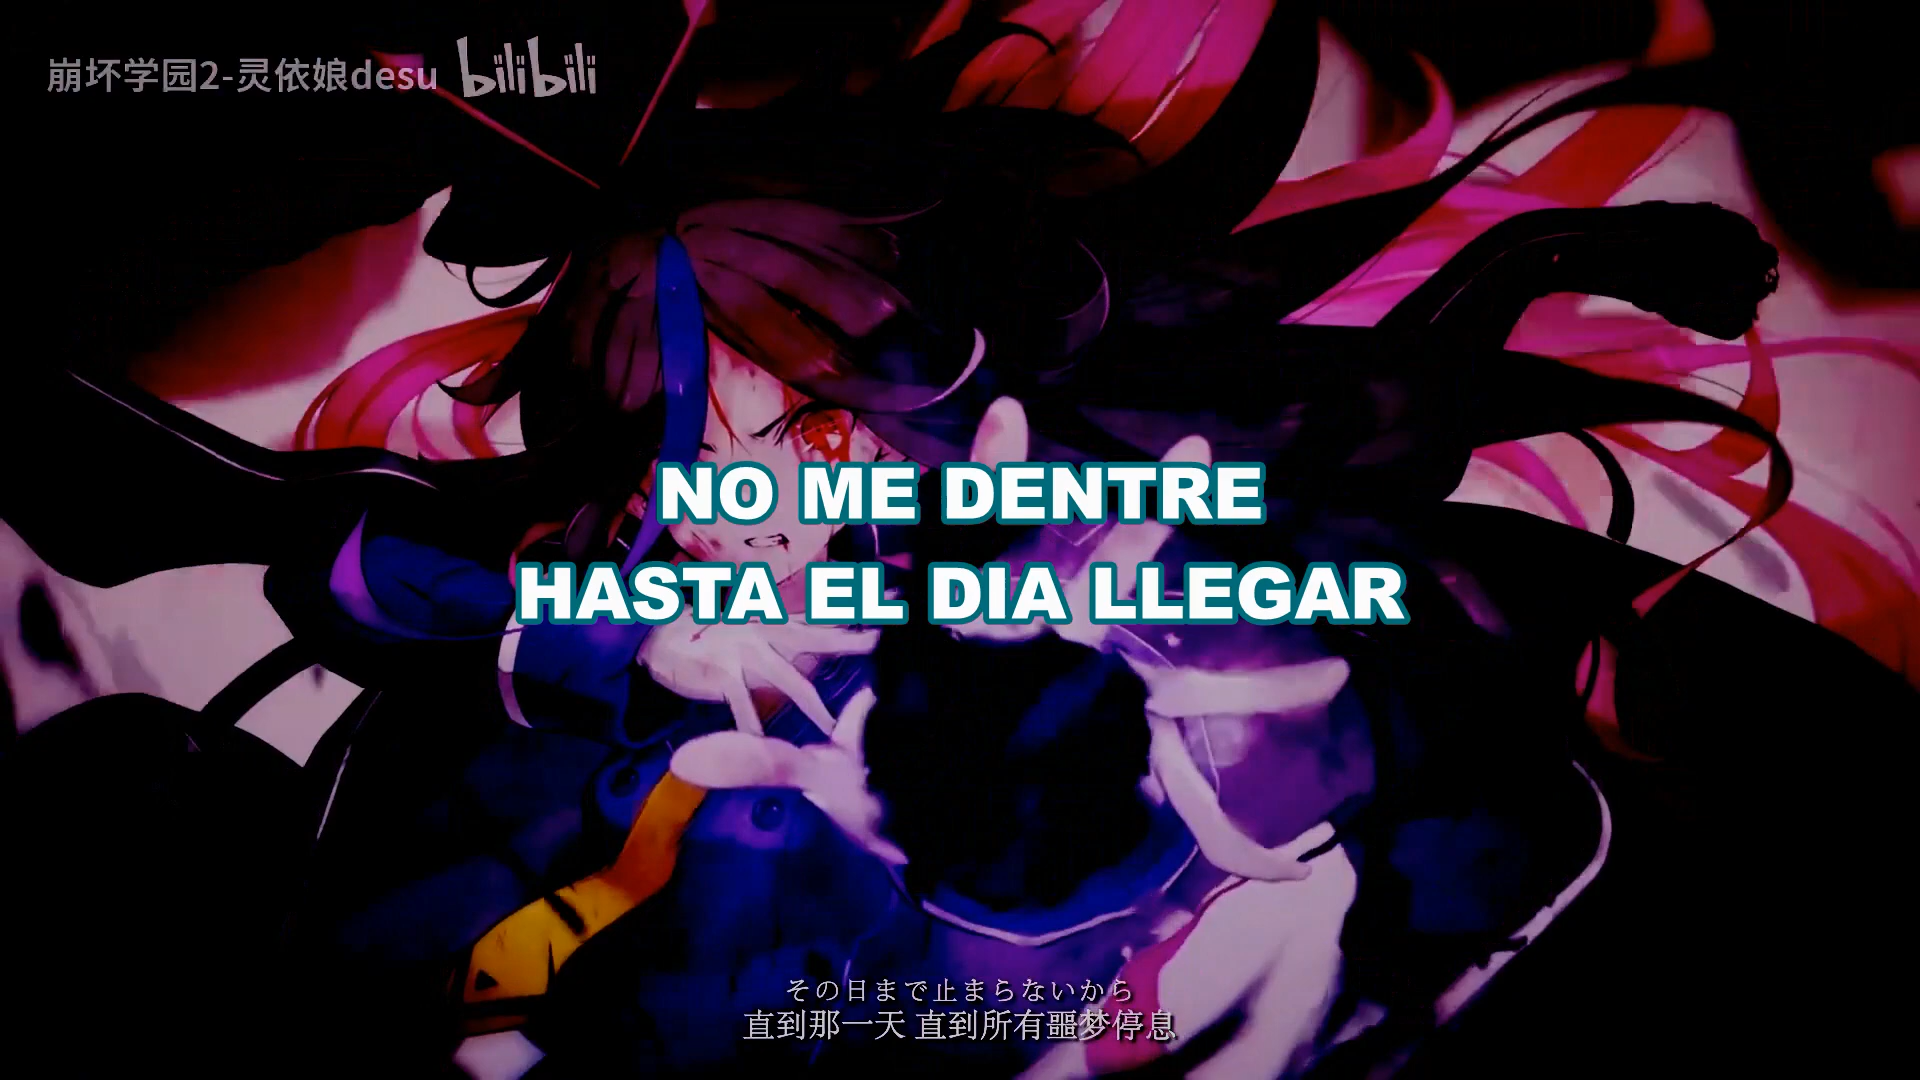 崩坏学园2-灵依娘desu bilibili
NO ME DENTRE
HASTA EL DIA LLEGAR
その日まで止まらないから
直到那一天 直到所有噩梦停息